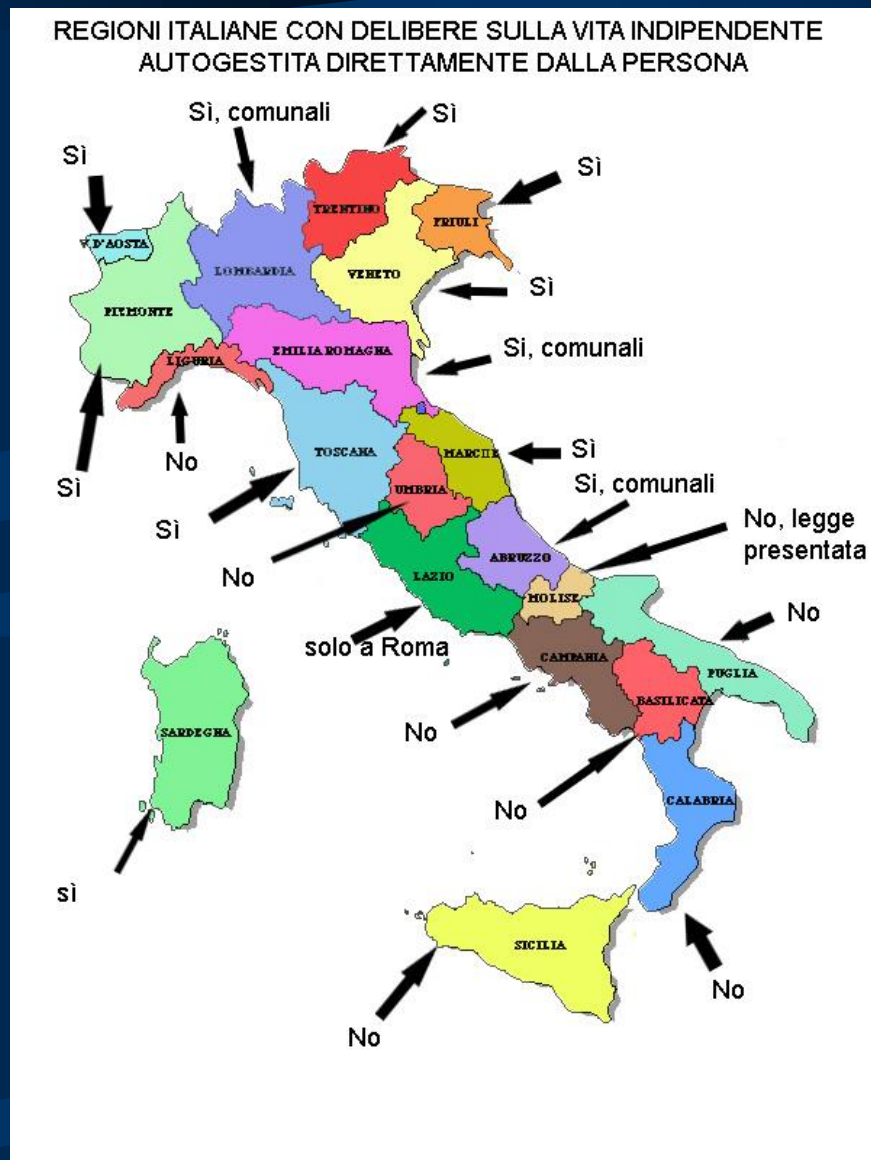 REGIONI ITALIANE CON DELIBERE SULLA VITA INDIPENDENTE
AUTOGESTITA DIRETTAMENTE DALLA PERSONA
Sì, comunali
Sì
Sì
Sì
TRENTINO
FRIULI
V D'AOSTA
LOMBARDIA
VENETO
Sì
PIEMONTE
EMILIA ROMAGNA
Si, comunali
LIGURIA
No
TOSCANA
MARCHE
Sì
Sì
UMBRIA
Si, comunali
Sì
No, legge
presentata
ABRUZZO
No
LAZIO
MOLISE
No
solo a Roma
CAMPANIA
PUGLIA
BASILICATA
SARDEGNA
No
CALABRIA
No
sì
SICILIA
No
No